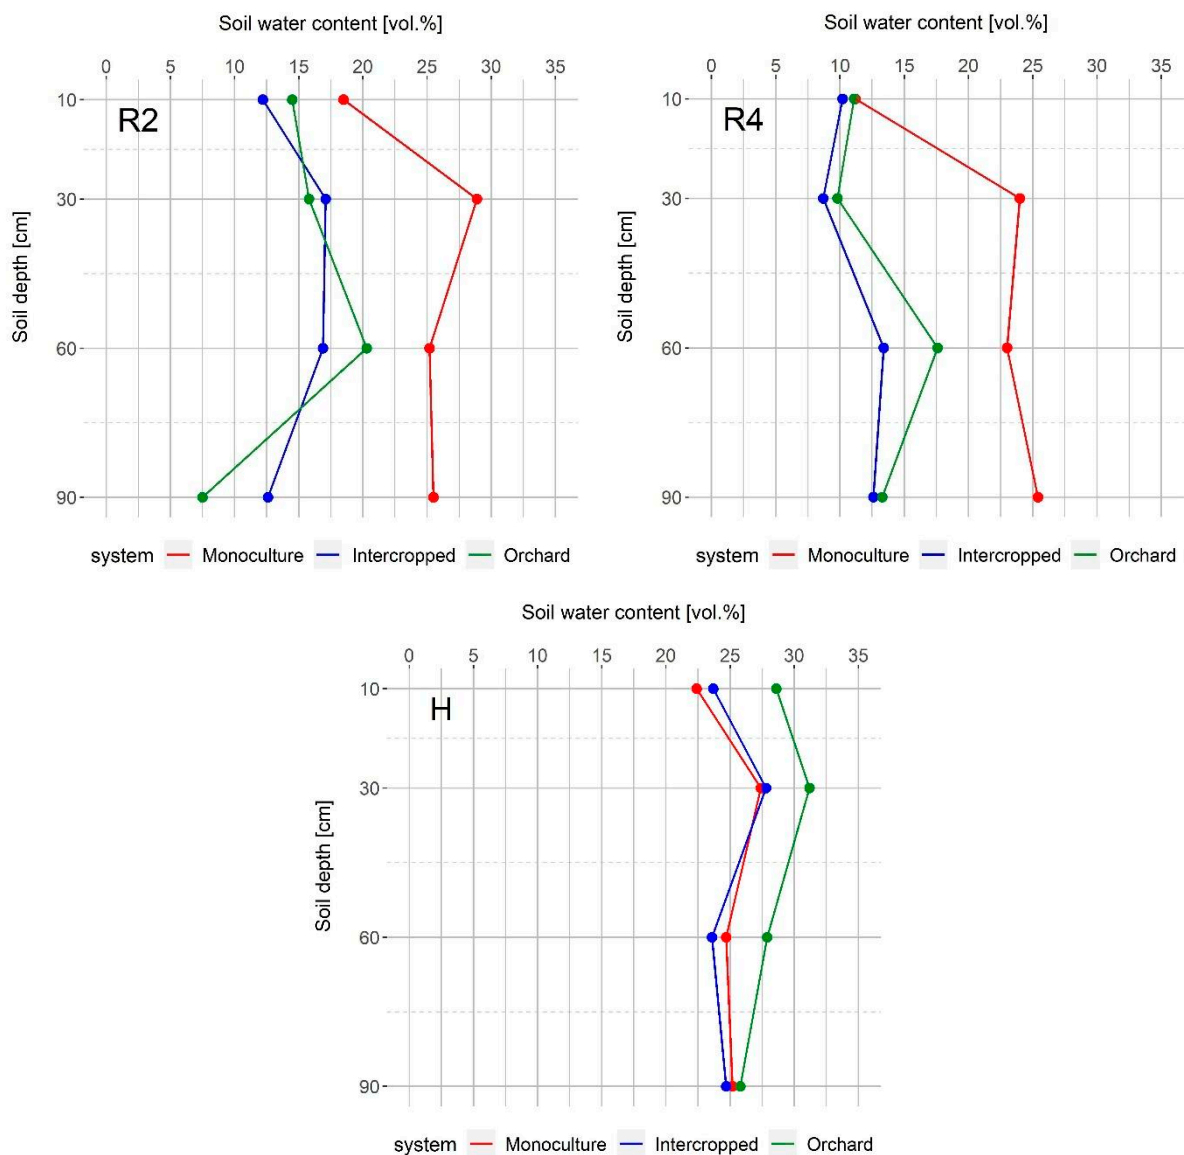 Soil water content [vol.%]
0 5 10 15 20 25 30 35
R2
10
30
60
90
Soil depth [cm]
system Monoculture Intercropped Orchard
Soil water content [vol.%]
0 5 10 15 20 25 30 35
R4
10
30
60
90
Soil depth [cm]
system Monoculture Intercropped Orchard
Soil water content [vol.%]
0 5 10 15 20 25 30 35
H
10
30
60
90
Soil depth [cm]
system Monoculture Intercropped Orchard